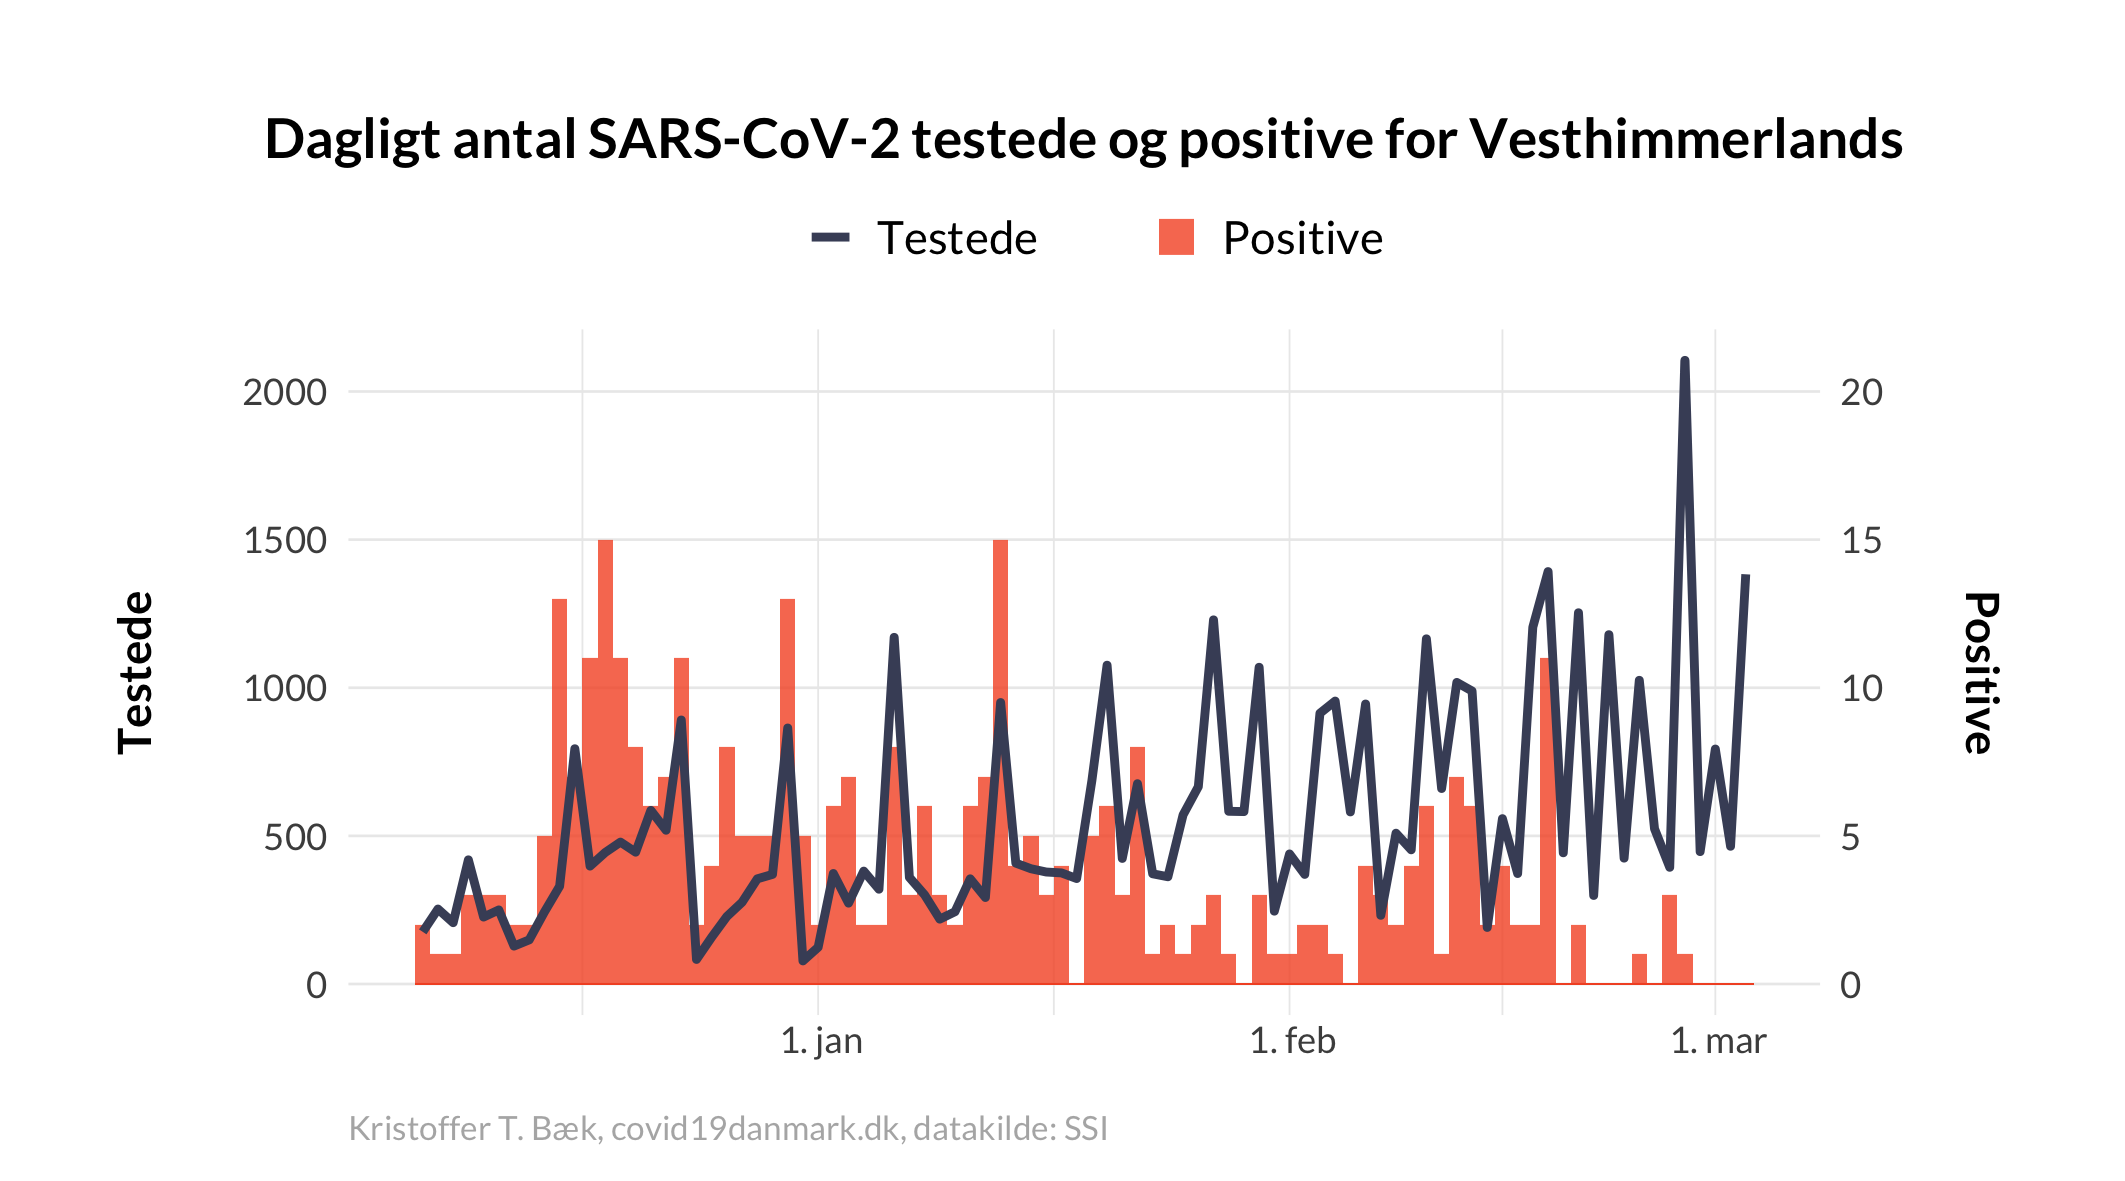 Dagligt antal SARS-CoV-2 testede og positive for Vesthimmerlands
Testede
Positive
2000
1500
1000
500
0
Testede
20
15
10
5
0
Positive
1. jan
1. feb
1. mar
Kristoffer T. Bæk, covid19danmark.dk, datakilde: SSI